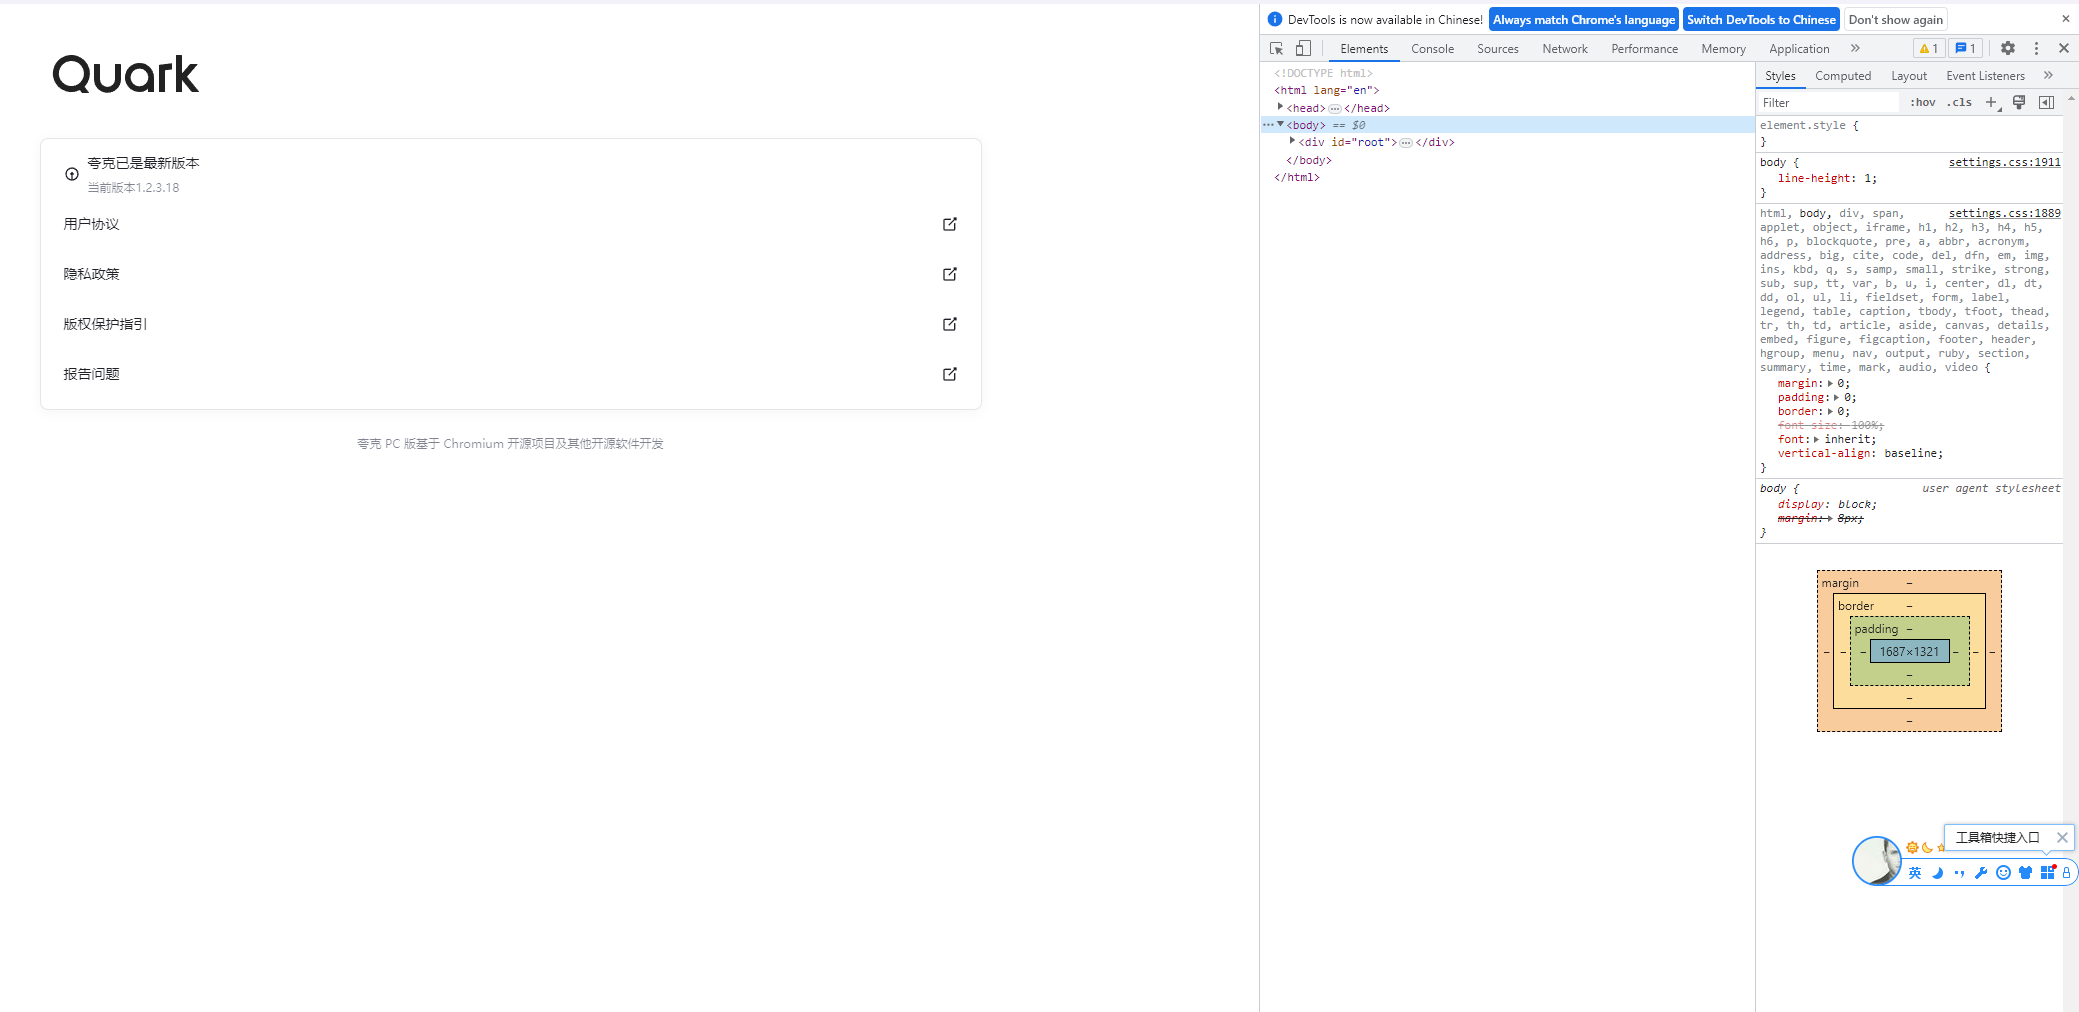 Quark
夸克已是最新版本
当前版本1.2.3.18
用户协议
隐私政策
版权保护指引
报告问题
夸克 PC 版基于 Chromium 开源项目及其他开源软件开发
DevTools is now available in Chinese! Always match Chrome's language Switch DevTools to Chinese Don't show again
Elements Console Sources Network Performance Memory Application 1 1
<!DOCTYPE html>
<html lang="en">
<head>…</head>
<body> == $0
<div id="root">…</div>
</body>
</html>
Styles Computed Layout Event Listeners
Filter :hov .cls
element.style {
}
body { settings.css:1911
line-height: 1;
}
html, body, div, span, settings.css:1889
applet, object, iframe, h1, h2, h3, h4, h5,
h6, p, blockquote, pre, a, abbr, acronym,
address, big, cite, code, del, dfn, em, img,
ins, kbd, q, s, samp, small, strike, strong,
sub, sup, tt, var, b, u, i, center, dl, dt,
dd, ol, ul, li, fieldset, form, label,
legend, table, caption, tbody, tfoot, thead,
tr, th, td, article, aside, canvas, details,
embed, figure, figcaption, footer, header,
hgroup, menu, nav, output, ruby, section,
summary, time, mark, audio, video {
margin: 0;
padding: 0;
border: 0;
font-size: 100%;
font: inherit;
vertical-align: baseline;
}
body { user agent stylesheet
display: block;
margin: 8px;
}
margin –
border –
padding –
– – – 1687×1321 – – –
–
–
–
工具箱快捷入口
英